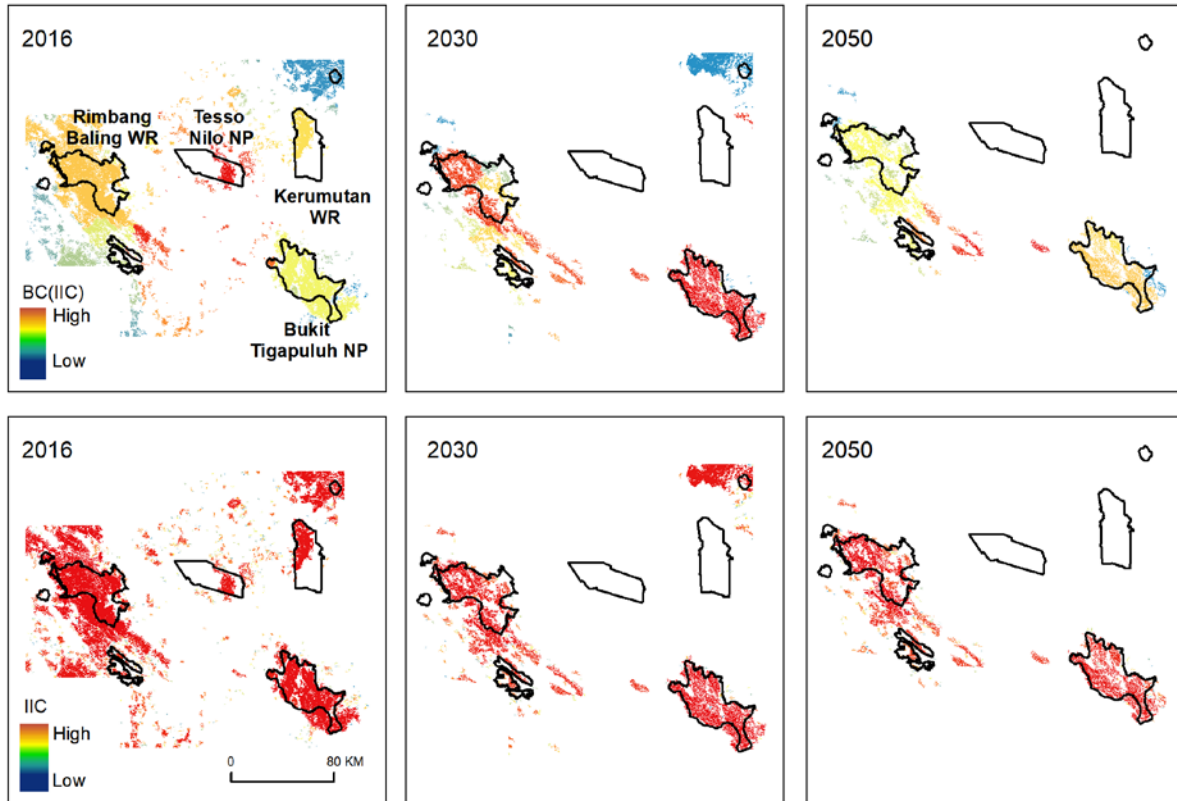 2016
2030
2050
Rimbang
Baling WR
Tesso
Nilo NP
Kerumutan
WR
BC(IIC)
High
Low
Bukit
Tigapuluh NP
2016
2030
2050
IIC
High
Low
0 80 KM